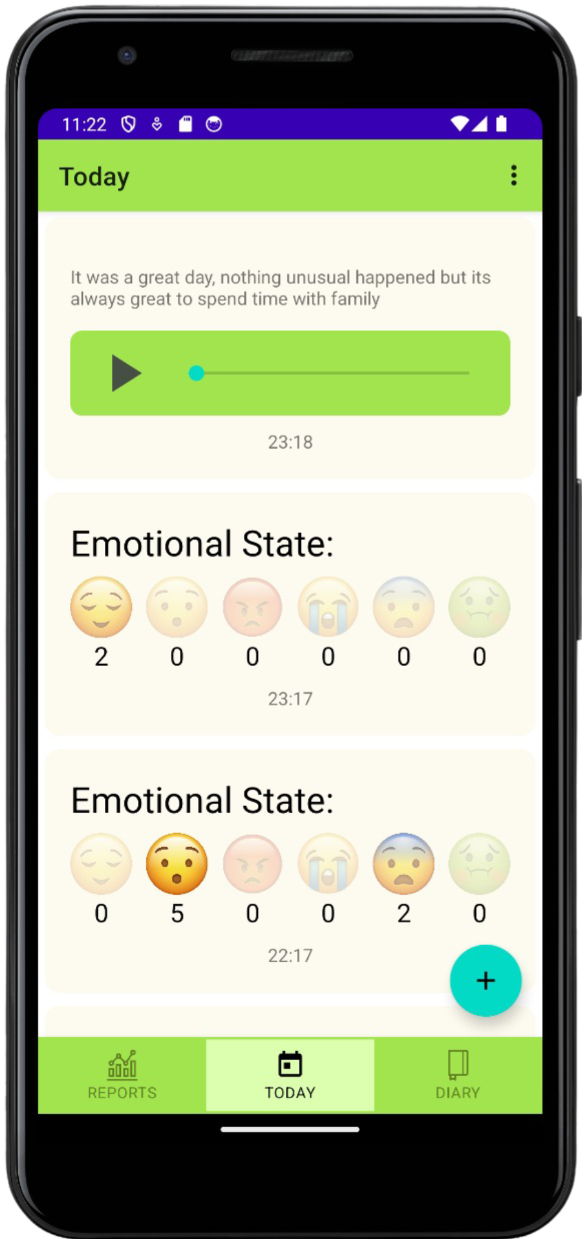 11:22
Today
It was a great day, nothing unusual happened but its
always great to spend time with family
23:18
Emotional State:
2 0 0 0 0 0
23:17
Emotional State:
0 5 0 0 2 0
22:17
+
REPORTS TODAY DIARY